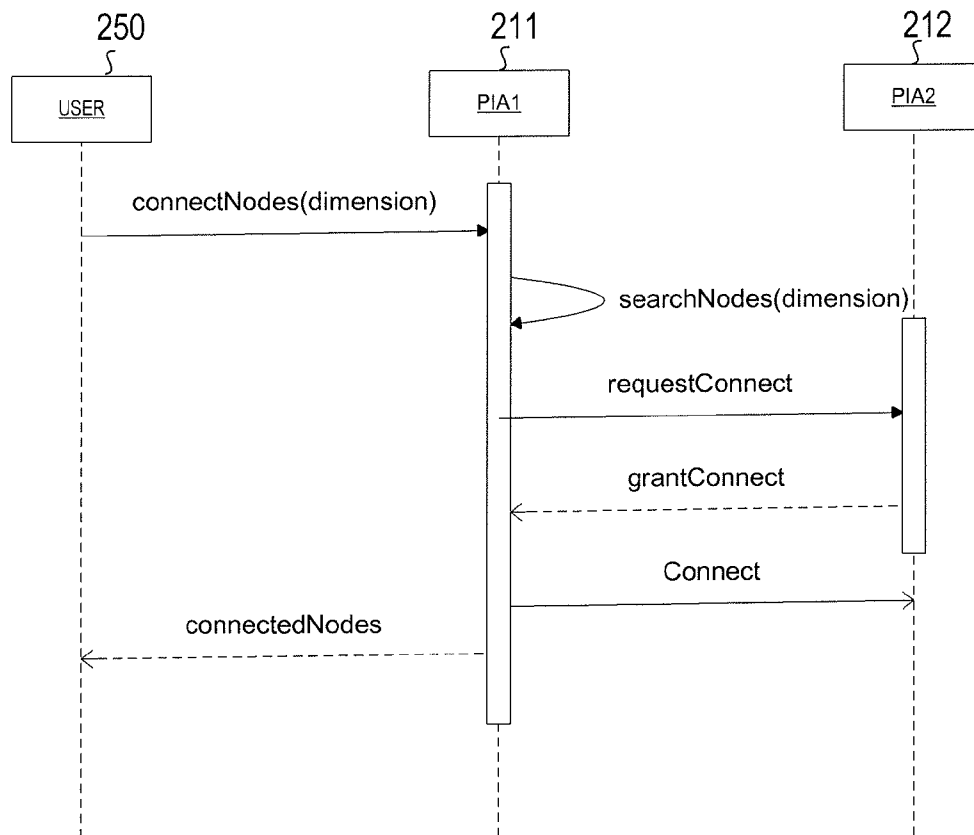 250
211
212
USER
PIA1
PIA2
connectNodes(dimension)
searchNodes(dimension)
requestConnect
grantConnect
Connect
connectedNodes